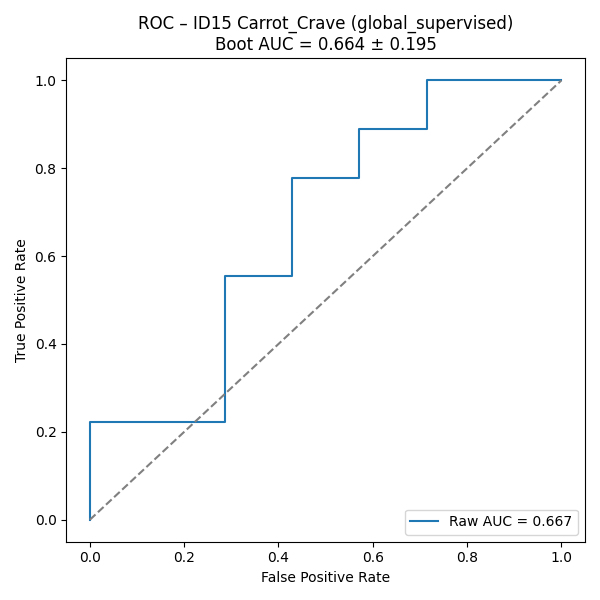 ROC – ID15 Carrot_Crave (global_supervised)
Boot AUC = 0.664 ± 0.195
True Positive Rate
1.0
0.8
0.6
0.4
0.2
0.0
Raw AUC = 0.667
0.0 0.2 0.4 0.6 0.8 1.0
False Positive Rate